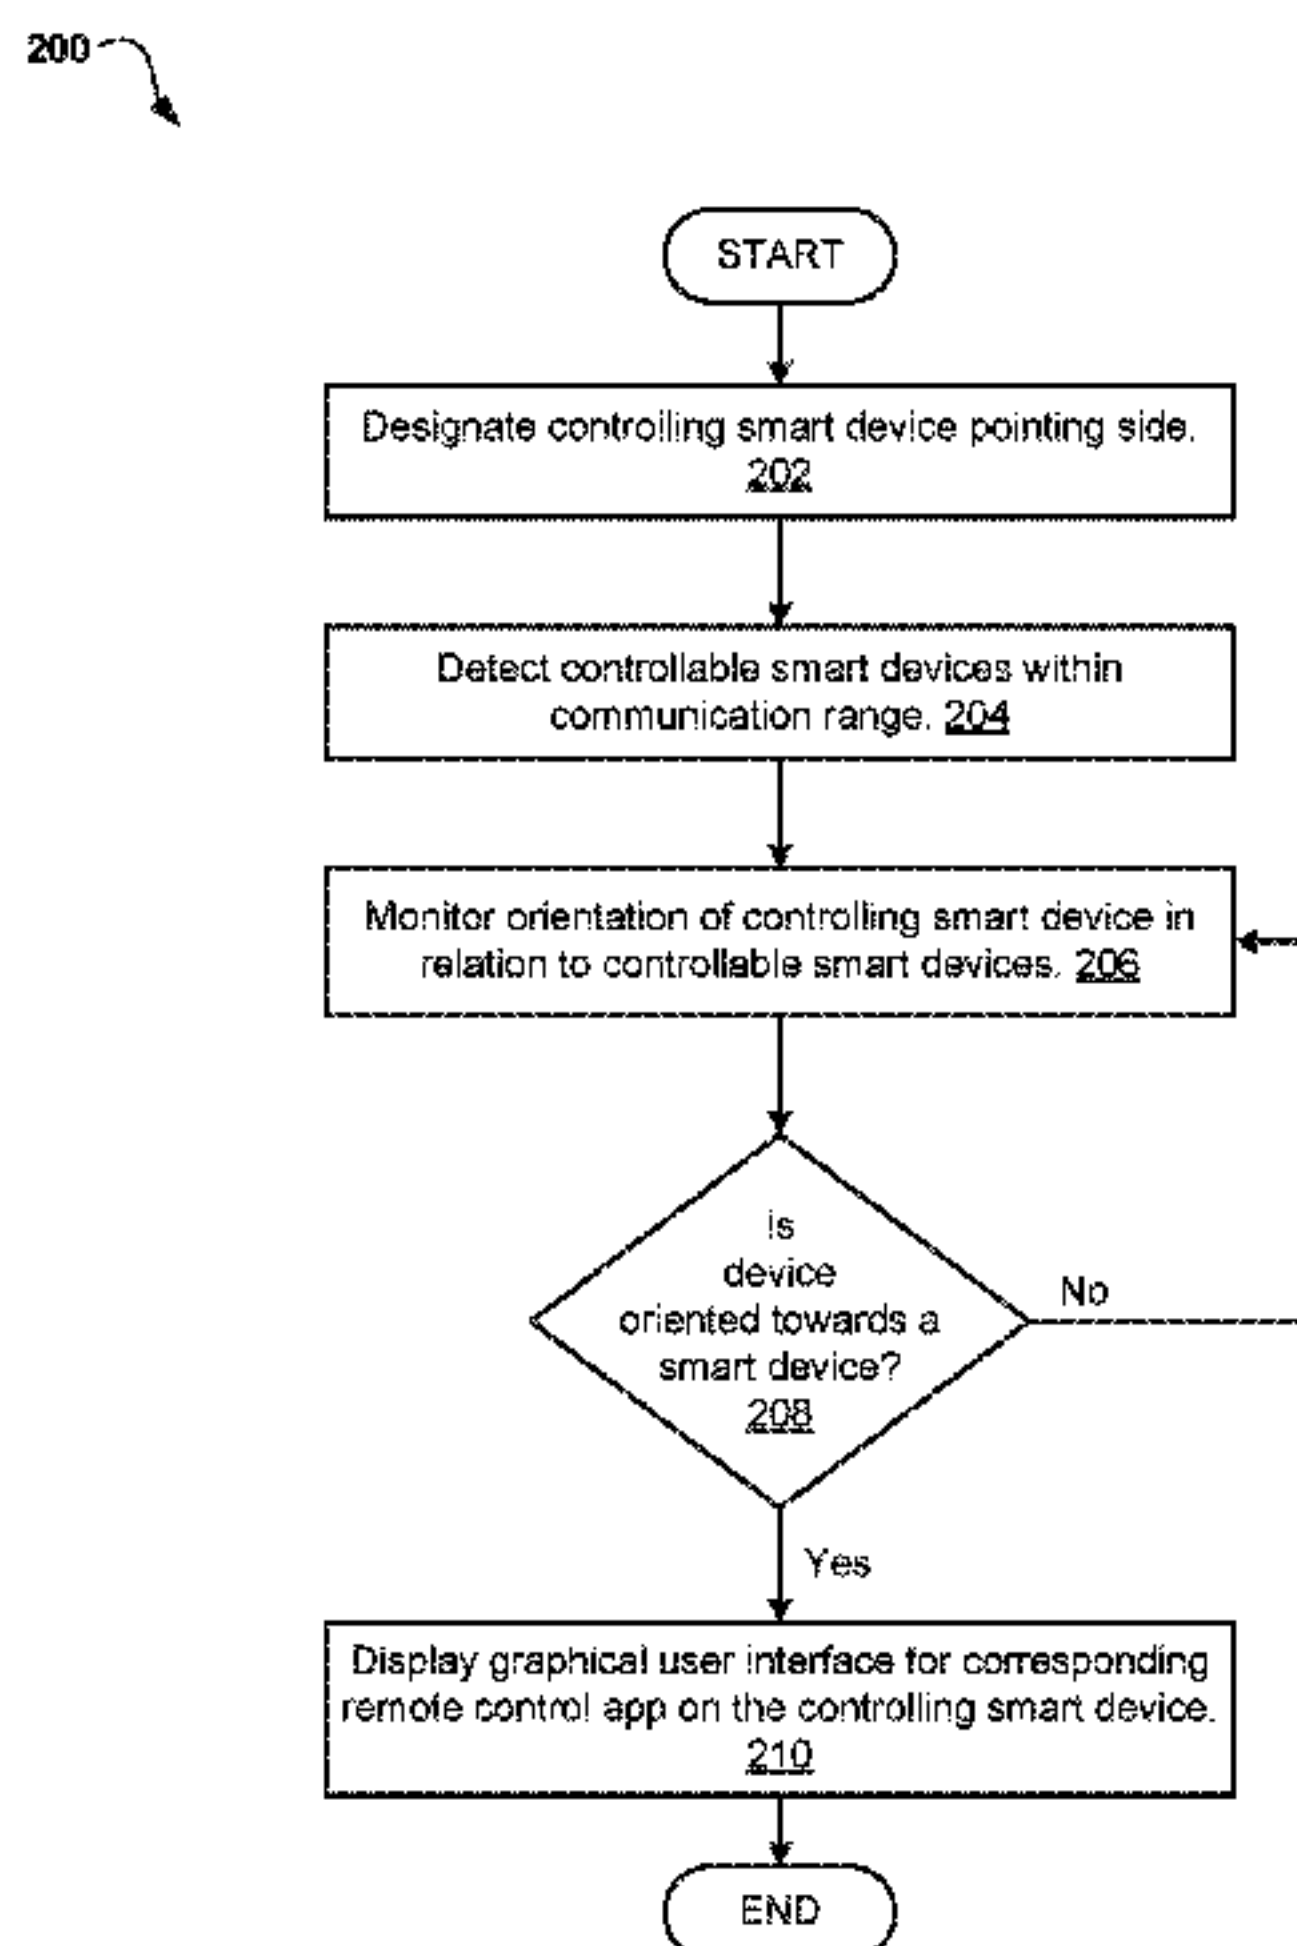 200
START
Designate controlling smart device pointing side.
202
Detect controllable smart devices within
communication range. 204
Monitor orientation of controlling smart device in
relation to controllable smart devices. 206
Is
device
oriented towards a
smart device?
208
No
Yes
Display graphical user interface for corresponding
remote control app on the controlling smart device.
210
END